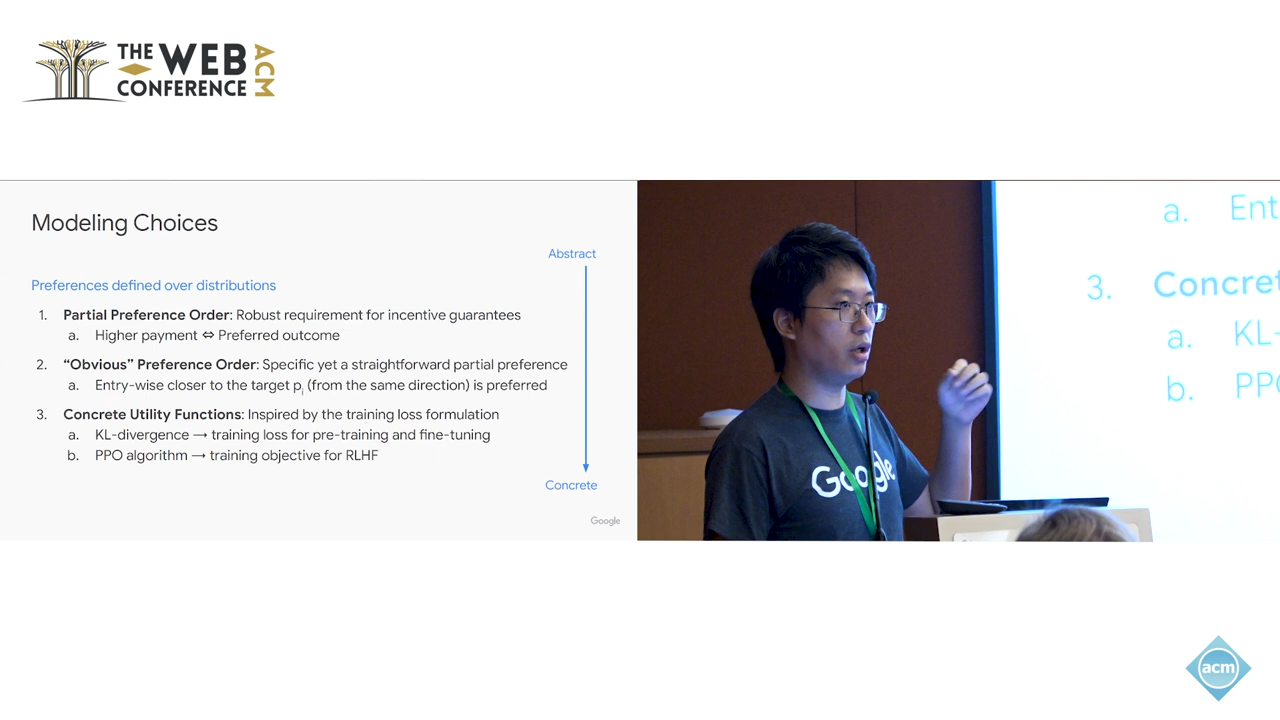 THE WEB
CONFERENCE
ACM
Modeling Choices
Abstract
Preferences defined over distributions
1. Partial Preference Order: Robust requirement for incentive guarantees
a. Higher payment ⇔ Preferred outcome
2. “Obvious” Preference Order: Specific yet a straightforward partial preference
a. Entry-wise closer to the target pᵢ (from the same direction) is preferred
3. Concrete Utility Functions: Inspired by the training loss formulation
a. KL-divergence → training loss for pre-training and fine-tuning
b. PPO algorithm → training objective for RLHF
Concrete
Google
a. Ent
3. Concret
a. KL-
b. PPO
Google
acm